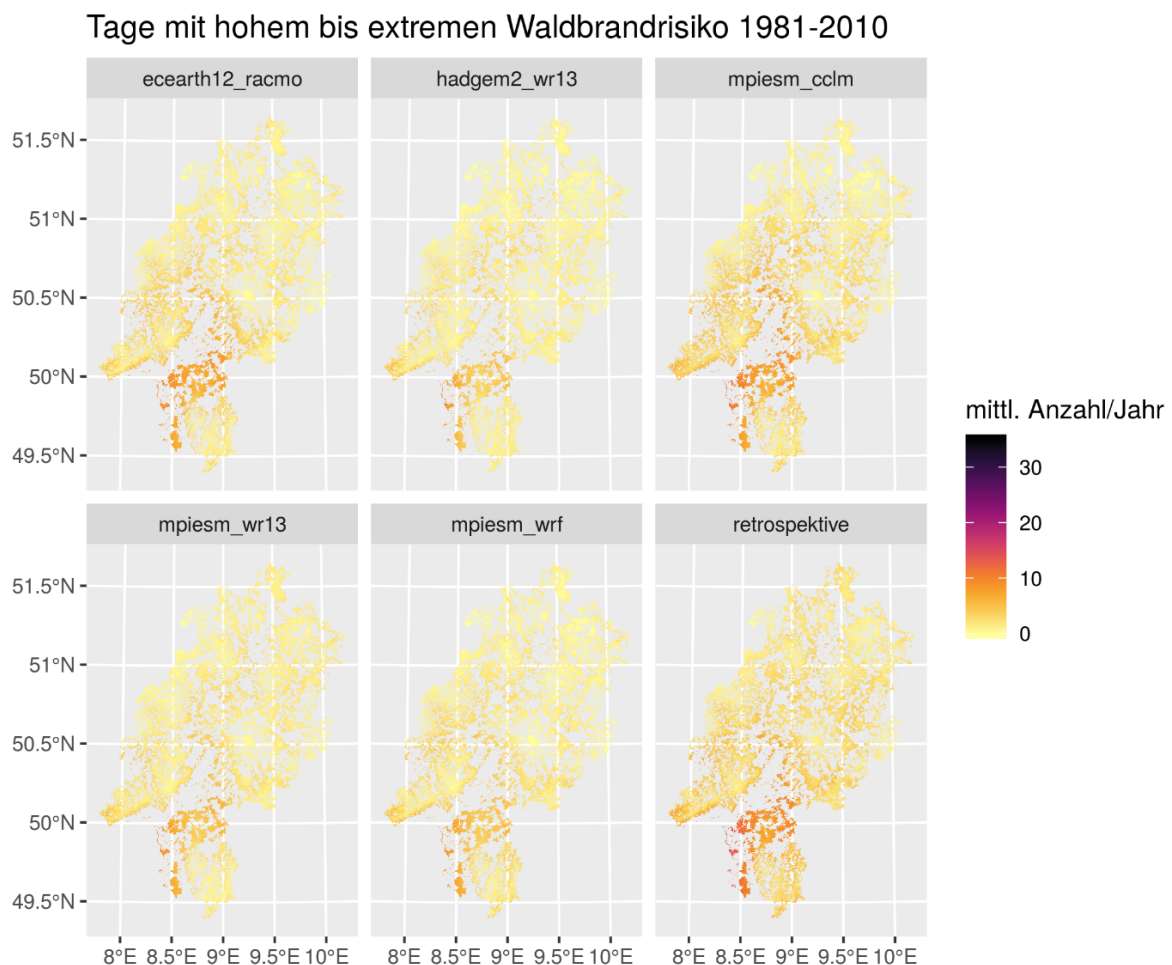 Tage mit hohem bis extremen Waldbrandrisiko 1981-2010
ecearth12_racmo hadgem2_wr13 mpiesm_cclm
51.5°N
51°N
50.5°N
50°N
49.5°N
mpiesm_wr13 mpiesm_wrf retrospektive
51.5°N
51°N
50.5°N
50°N
49.5°N
8°E 8.5°E 9°E 9.5°E 10°E 8°E 8.5°E 9°E 9.5°E 10°E 8°E 8.5°E 9°E 9.5°E 10°E
mittl. Anzahl/Jahr
30
20
10
0